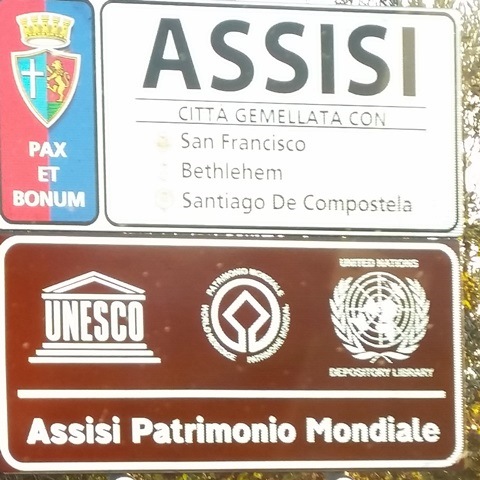 ASSISI
CITTA GEMELLATA CON
San Francisco
Bethlehem
Santiago De Compostela
PAX
ET
BONUM
UNESCO
PATRIMONIO MONDIALE
WORLD HERITAGE
PATRIMOINE MONDIAL
UNITED NATIONS
DEPOSITORY LIBRARY
Assisi Patrimonio Mondiale